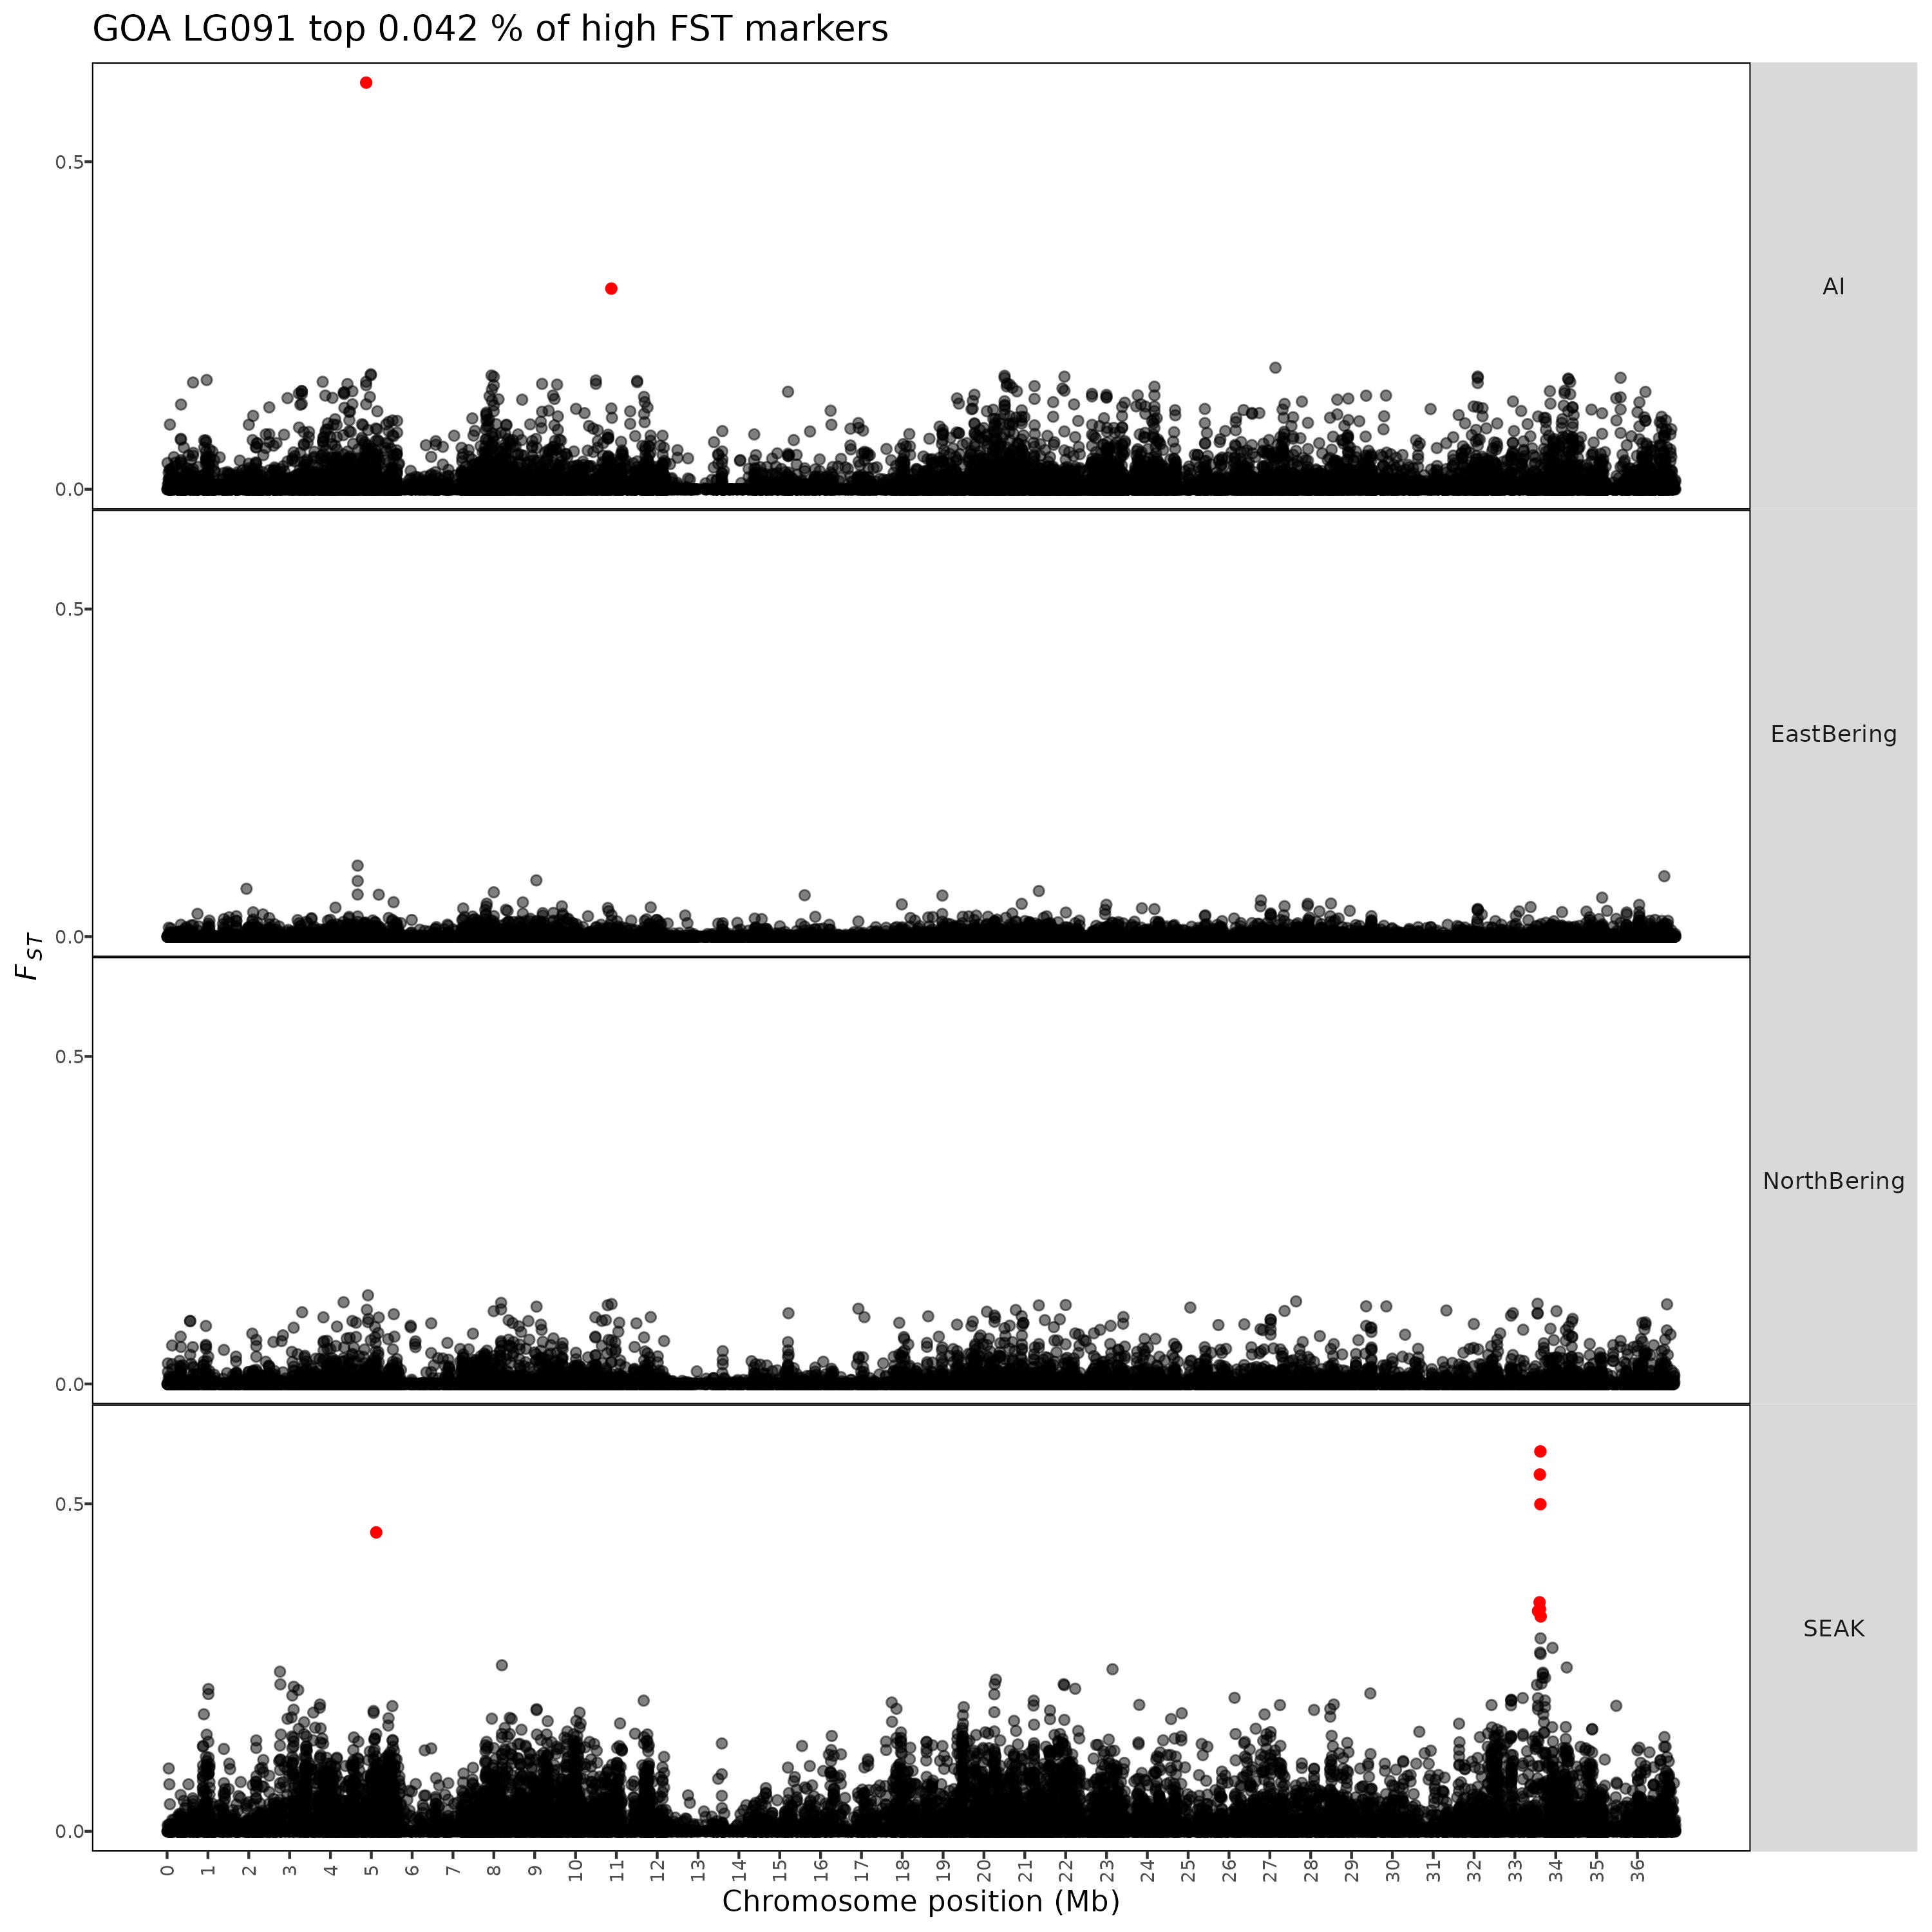 GOA LG091 top 0.042 % of high FST markers
0.5
0.0
AI
0.5
0.0
EastBering
0.5
0.0
NorthBering
0.5
0.0
SEAK
FST
0 1 2 3 4 5 6 7 8 9 10 11 12 13 14 15 16 17 18 19 20 21 22 23 24 25 26 27 28 29 30 31 32 33 34 35 36
Chromosome position (Mb)